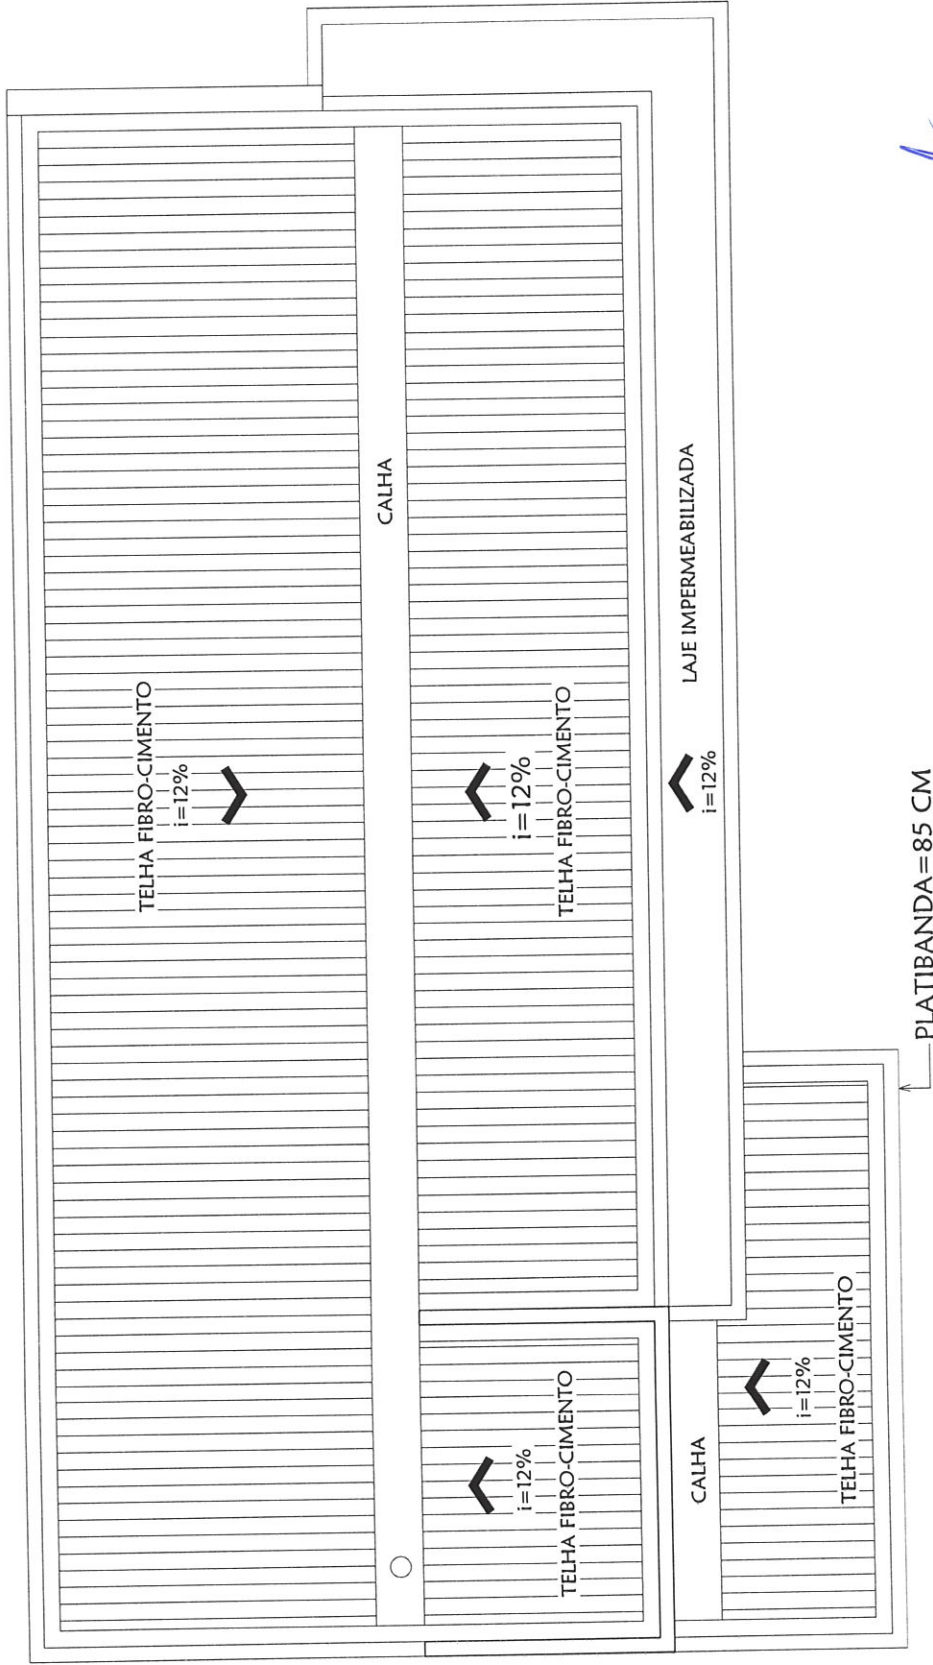 TELHA FIBRO-CIMENTO
i=12%
CALHA
i=12%
TELHA FIBRO-CIMENTO
i=12%
TELHA FIBRO-CIMENTO
LAJE IMPERMEABILIZADA
i=12%
CALHA
i=12%
TELHA FIBRO-CIMENTO
PLATIBANDA=85 CM